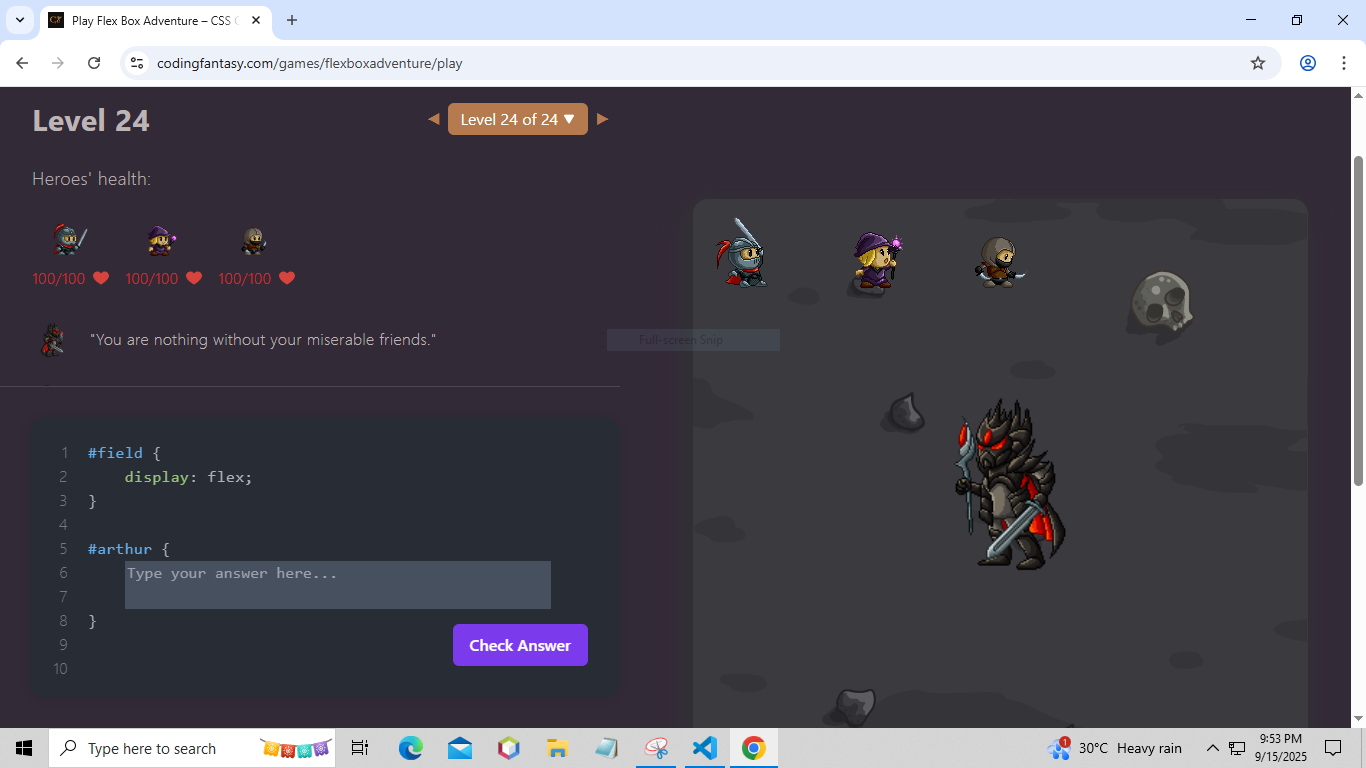 Play Flex Box Adventure – CSS
codingfantasy.com/games/flexboxadventure/play
Level 24
◀ Level 24 of 24 ▼ ▶
Heroes' health:
100/100 100/100 100/100
"You are nothing without your miserable friends."
Full-screen Snip
1 #field {
2 display: flex;
3 }
4
5 #arthur {
6 Type your answer here...
7
8 }
9
10
Check Answer
Type here to search
1
30°C Heavy rain
9:53 PM
9/15/2025